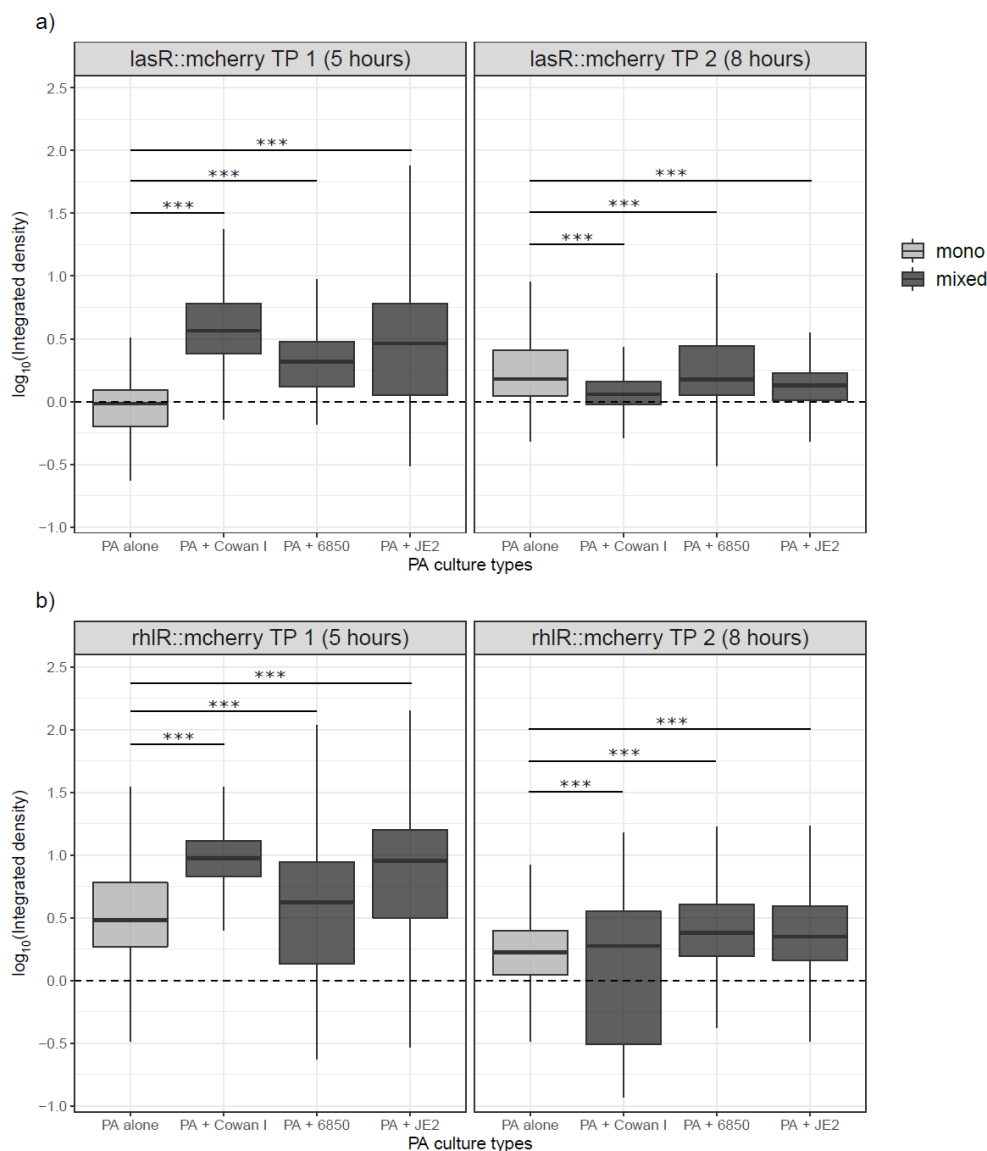 a)
lasR::mcherry TP 1 (5 hours) lasR::mcherry TP 2 (8 hours)
2.5
2.0
1.5
1.0
0.5
0.0
−0.5
−1.0
log10(Integrated density)
*** *** ***
*** *** ***
mono
mixed
PA alone PA + Cowan I PA + 6850 PA + JE2 PA alone PA + Cowan I PA + 6850 PA + JE2
PA culture types
b)
rhlR::mcherry TP 1 (5 hours) rhlR::mcherry TP 2 (8 hours)
2.5
2.0
1.5
1.0
0.5
0.0
−0.5
−1.0
log10(Integrated density)
*** *** ***
*** *** ***
PA alone PA + Cowan I PA + 6850 PA + JE2 PA alone PA + Cowan I PA + 6850 PA + JE2
PA culture types